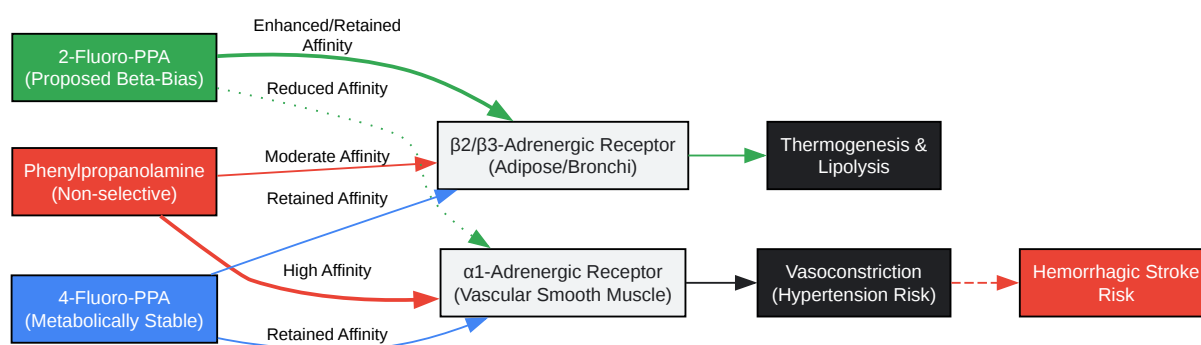 Enhanced/Retained
Affinity
2-Fluoro-PPA
(Proposed Beta-Bias)
Reduced Affinity
Phenylpropanolamine
(Non-selective)
Moderate Affinity
Retained Affinity
β2/β3-Adrenergic Receptor
(Adipose/Bronchi)
Thermogenesis &
Lipolysis
High Affinity
4-Fluoro-PPA
(Metabolically Stable)
Retained Affinity
α1-Adrenergic Receptor
(Vascular Smooth Muscle)
Vasoconstriction
(Hypertension Risk)
Hemorrhagic Stroke
Risk